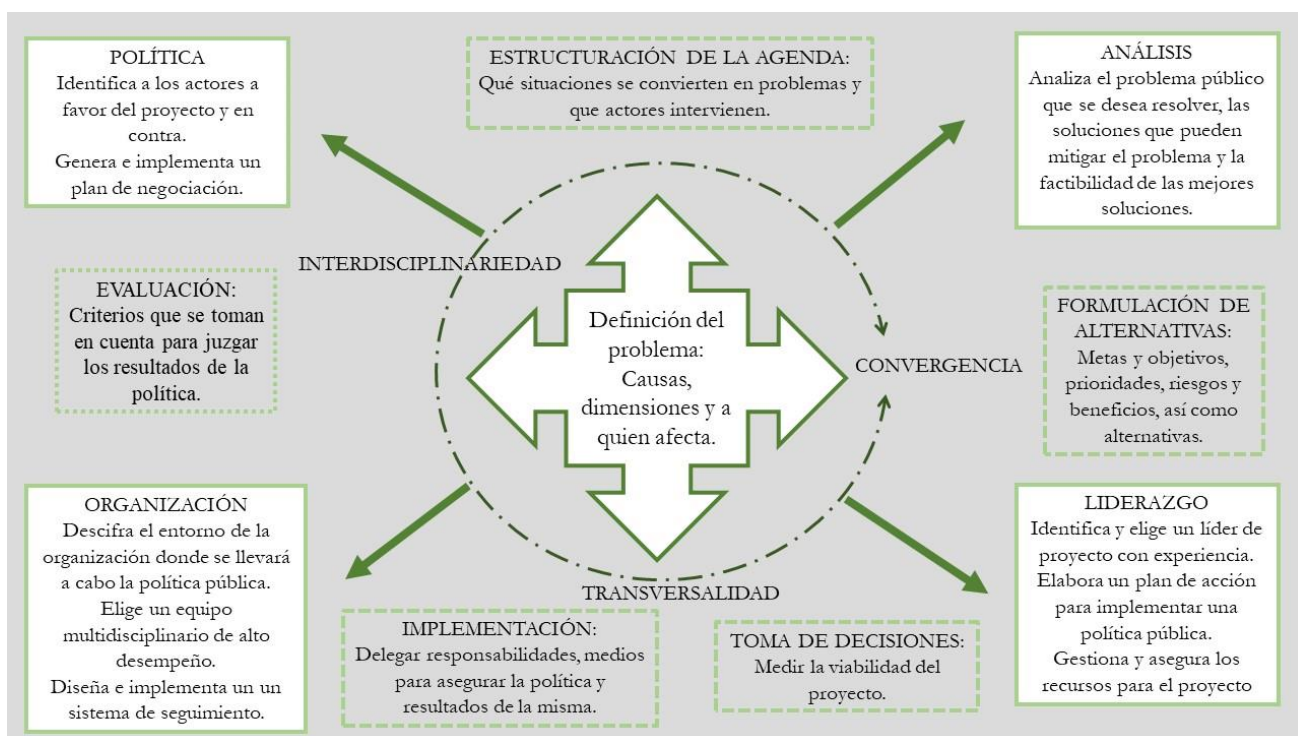 POLÍTICA
Identifica a los actores a
favor del proyecto y en
contra.
Genera e implementa un
plan de negociación.
ESTRUCTURACIÓN DE LA AGENDA:
Qué situaciones se convierten en problemas y
que actores intervienen.
ANÁLISIS
Analiza el problema público
que se desea resolver, las
soluciones que pueden
mitigar el problema y la
factibilidad de las mejores
soluciones.
INTERDISCIPLINARIEDAD
EVALUACIÓN:
Criterios que se toman
en cuenta para juzgar
los resultados de la
política.
Definición del
problema:
Causas,
dimensiones y a
quien afecta.
CONVERGENCIA
FORMULACIÓN DE
ALTERNATIVAS:
Metas y objetivos,
prioridades, riesgos y
beneficios, así como
alternativas.
ORGANIZACIÓN
Descifra el entorno de la
organización donde se llevará
a cabo la política pública.
Elige un equipo
multidisciplinario de alto
desempeño.
Diseña e implementa un un
sistema de seguimiento.
TRANSVERSALIDAD
IMPLEMENTACIÓN:
Delegar responsabilidades, medios
para asegurar la política y
resultados de la misma.
TOMA DE DECISIONES:
Medir la viabilidad del
proyecto.
LIDERAZGO
Identifica y elige un líder de
proyecto con experiencia.
Elabora un plan de acción
para implementar una
política pública.
Gestiona y asegura los
recursos para el proyecto